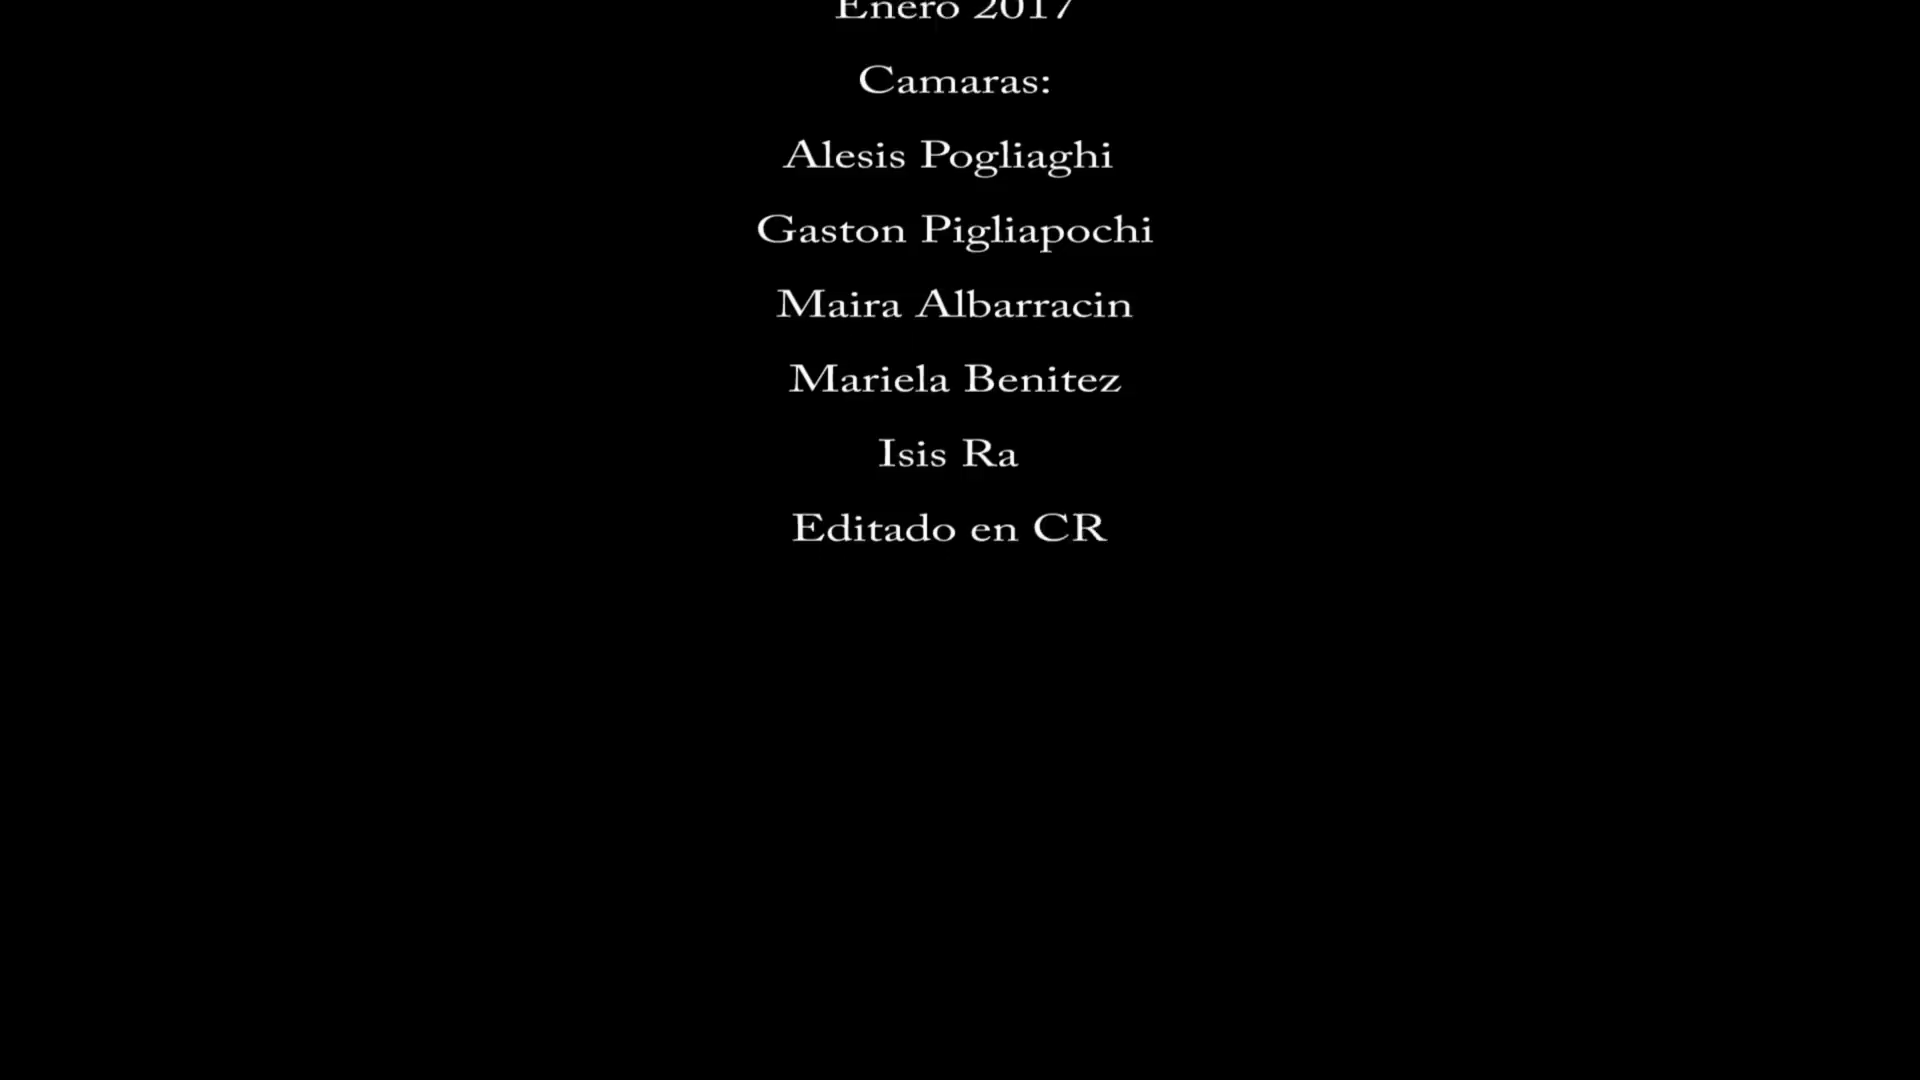 Enero 2017
Camaras:
Alesis Pogliaghi
Gaston Pigliapochi
Maira Albarracin
Mariela Benitez
Isis Ra
Editado en CR